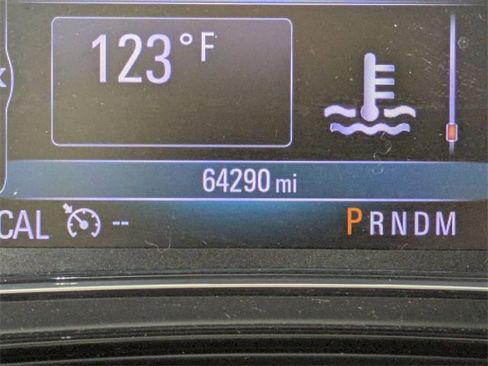 123°F
64290 mi
CAL --
PRNDM